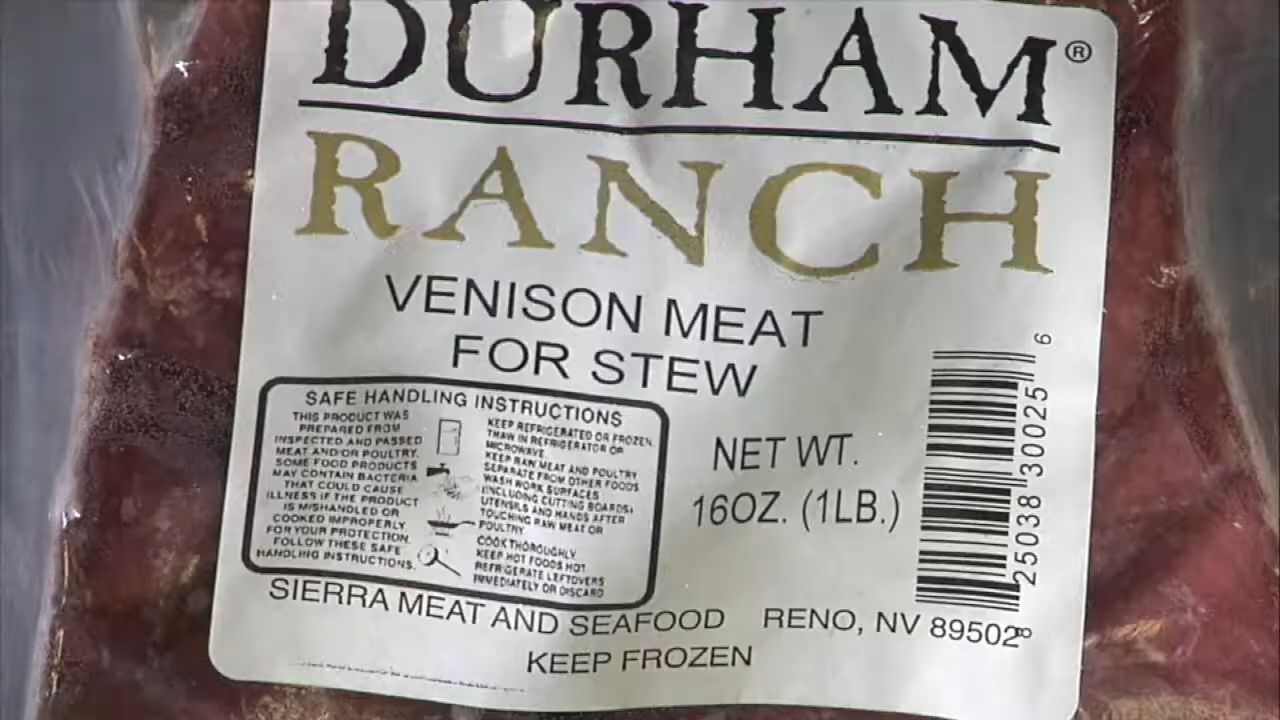 DURHAM®
RANCH
VENISON MEAT
FOR STEW
SAFE HANDLING INSTRUCTIONS
THIS PRODUCT WAS
PREPARED FROM
INSPECTED AND PASSED
MEAT AND/OR POULTRY.
SOME FOOD PRODUCTS
MAY CONTAIN BACTERIA
THAT COULD CAUSE
ILLNESS IF THE PRODUCT
IS MISHANDLED OR
COOKED IMPROPERLY.
FOR YOUR PROTECTION,
FOLLOW THESE SAFE
HANDLING INSTRUCTIONS.
KEEP REFRIGERATED OR FROZEN.
THAW IN REFRIGERATOR OR
MICROWAVE.
KEEP RAW MEAT AND POULTRY
SEPARATE FROM OTHER FOODS
WASH WORK SURFACES
(INCLUDING CUTTING BOARDS)
UTENSILS AND HANDS AFTER
TOUCHING RAW MEAT OR
POULTRY
COOK THOROUGHLY
KEEP HOT FOODS HOT
REFRIGERATE LEFTOVERS
IMMEDIATELY OR DISCARD
NET WT.
16OZ. (1LB.)
8 25038 30025 6
SIERRA MEAT AND SEAFOOD RENO, NV 89502
KEEP FROZEN